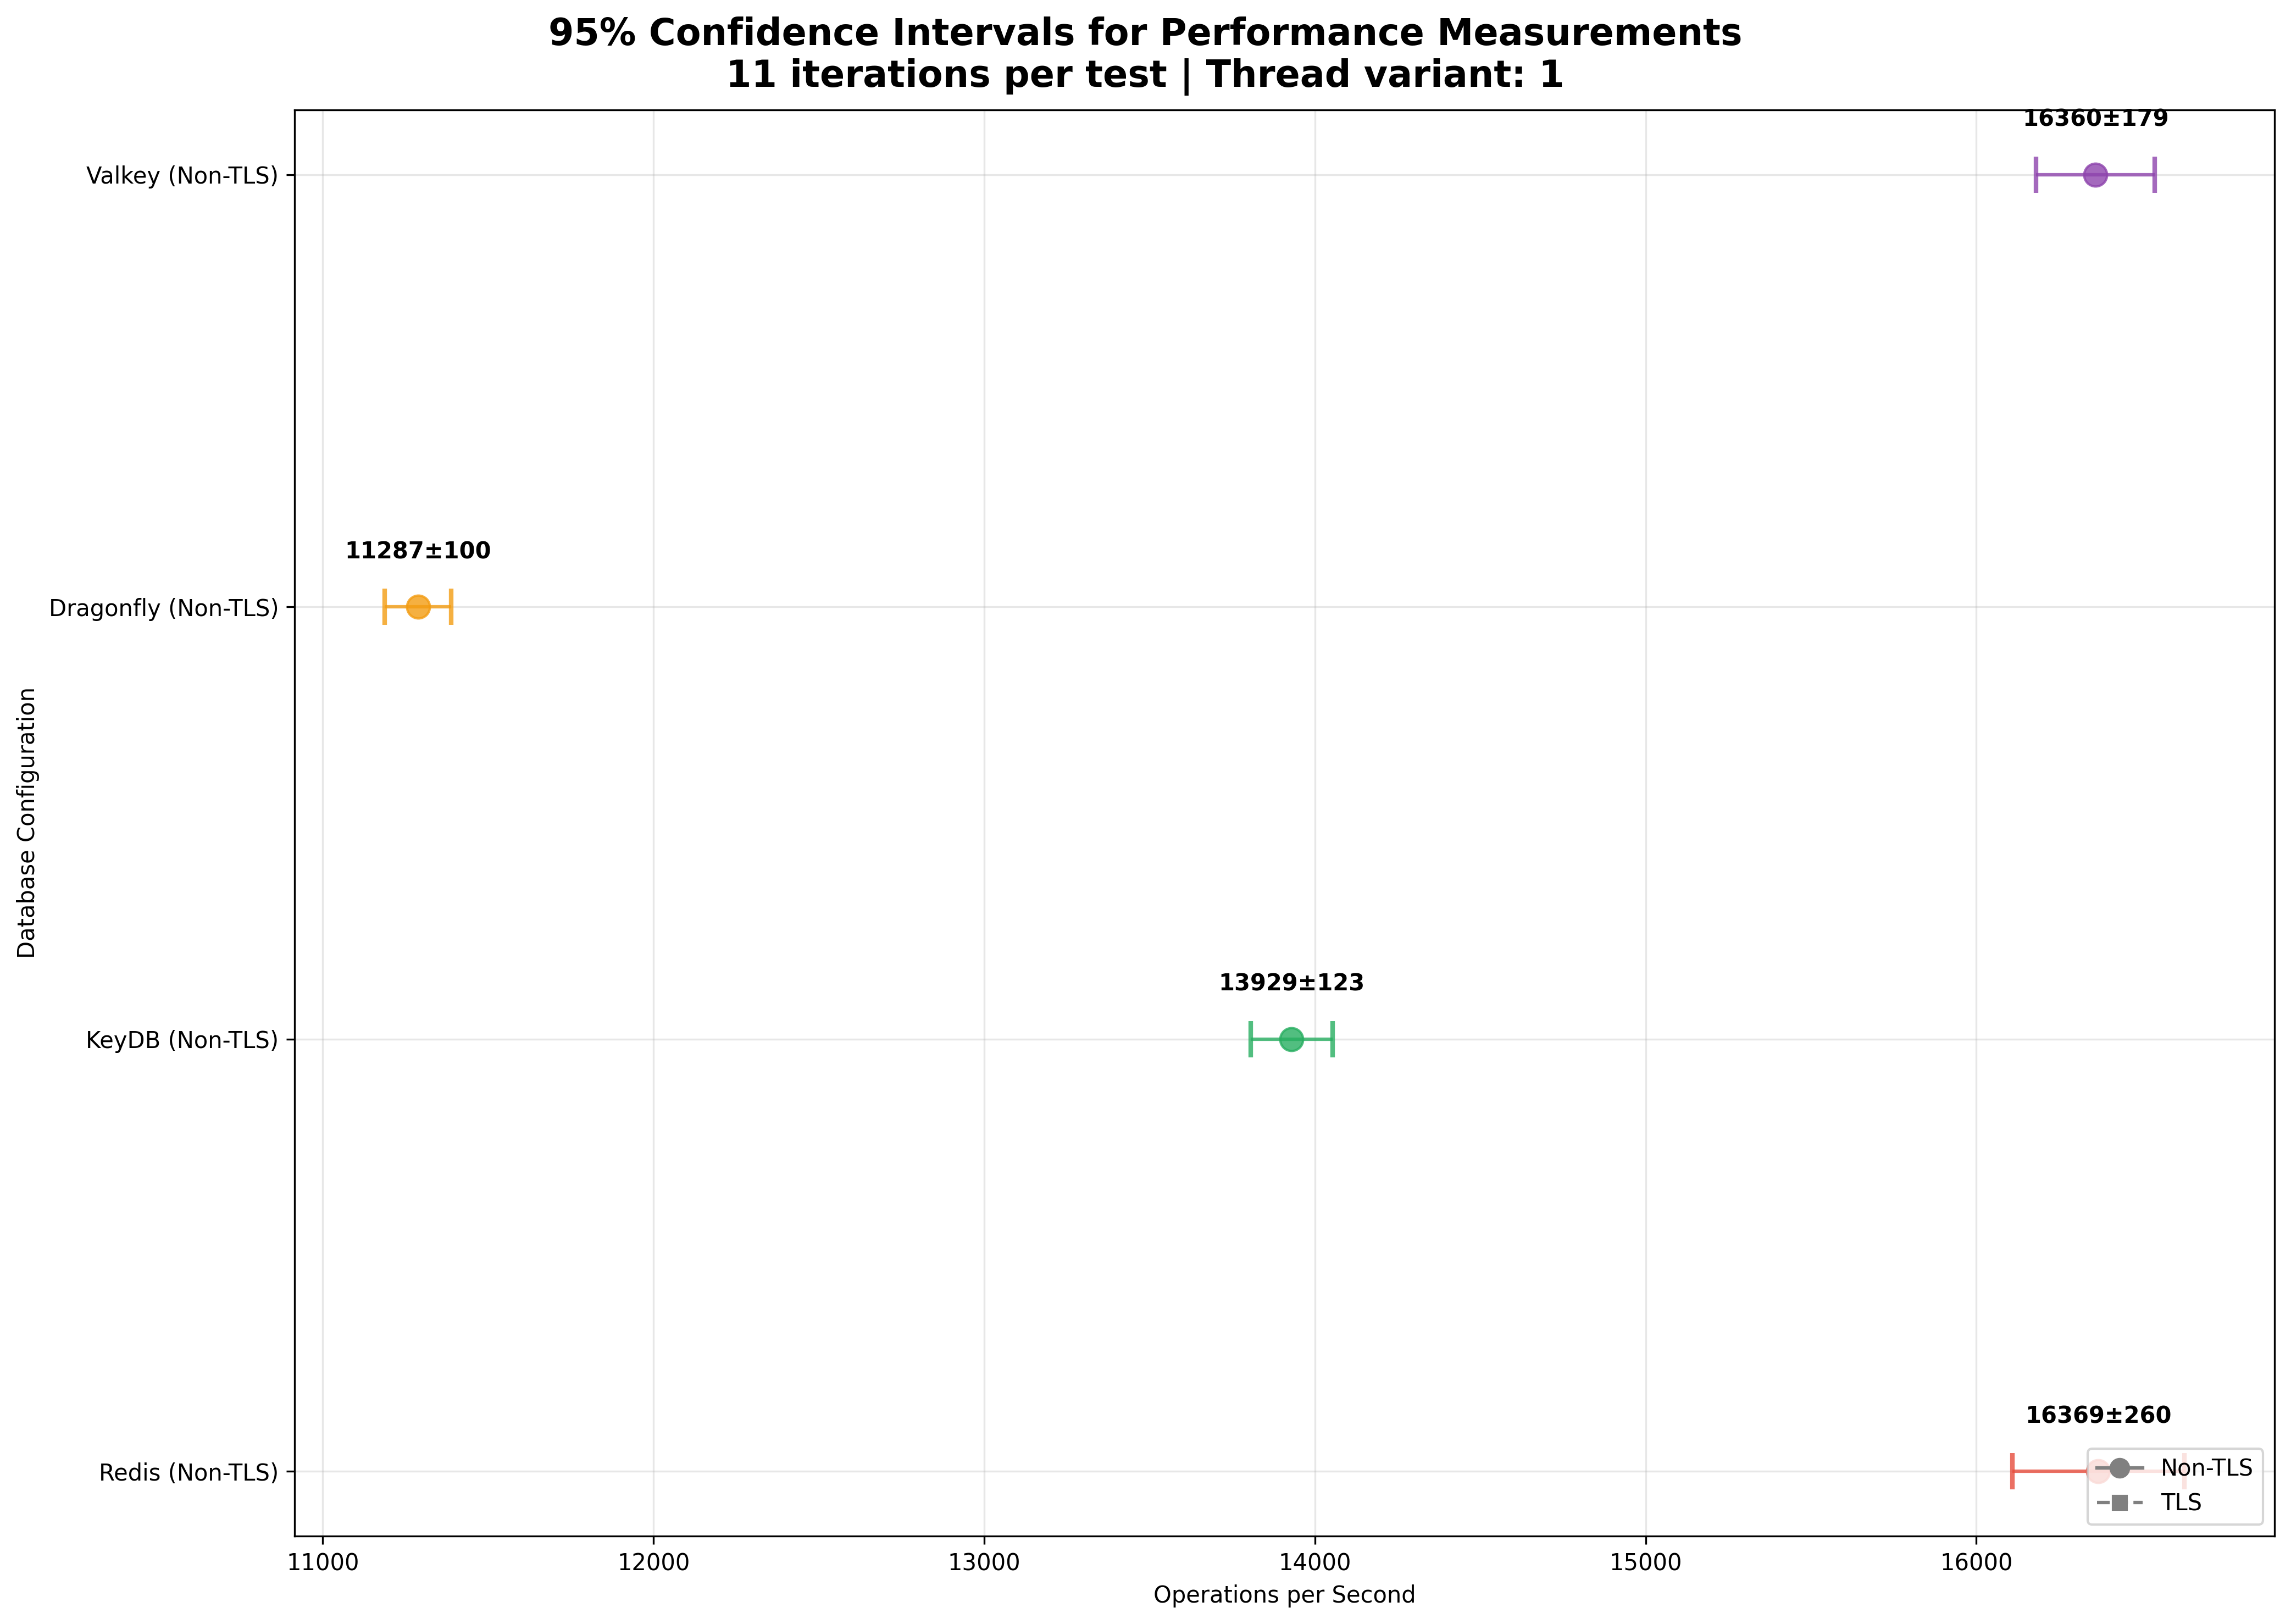 95% Confidence Intervals for Performance Measurements
11 iterations per test | Thread variant: 1
16360±179
Valkey (Non-TLS)
11287±100
Dragonfly (Non-TLS)
Database Configuration
13929±123
KeyDB (Non-TLS)
16369±260
Redis (Non-TLS)
Non-TLS
TLS
11000 12000 13000 14000 15000 16000
Operations per Second